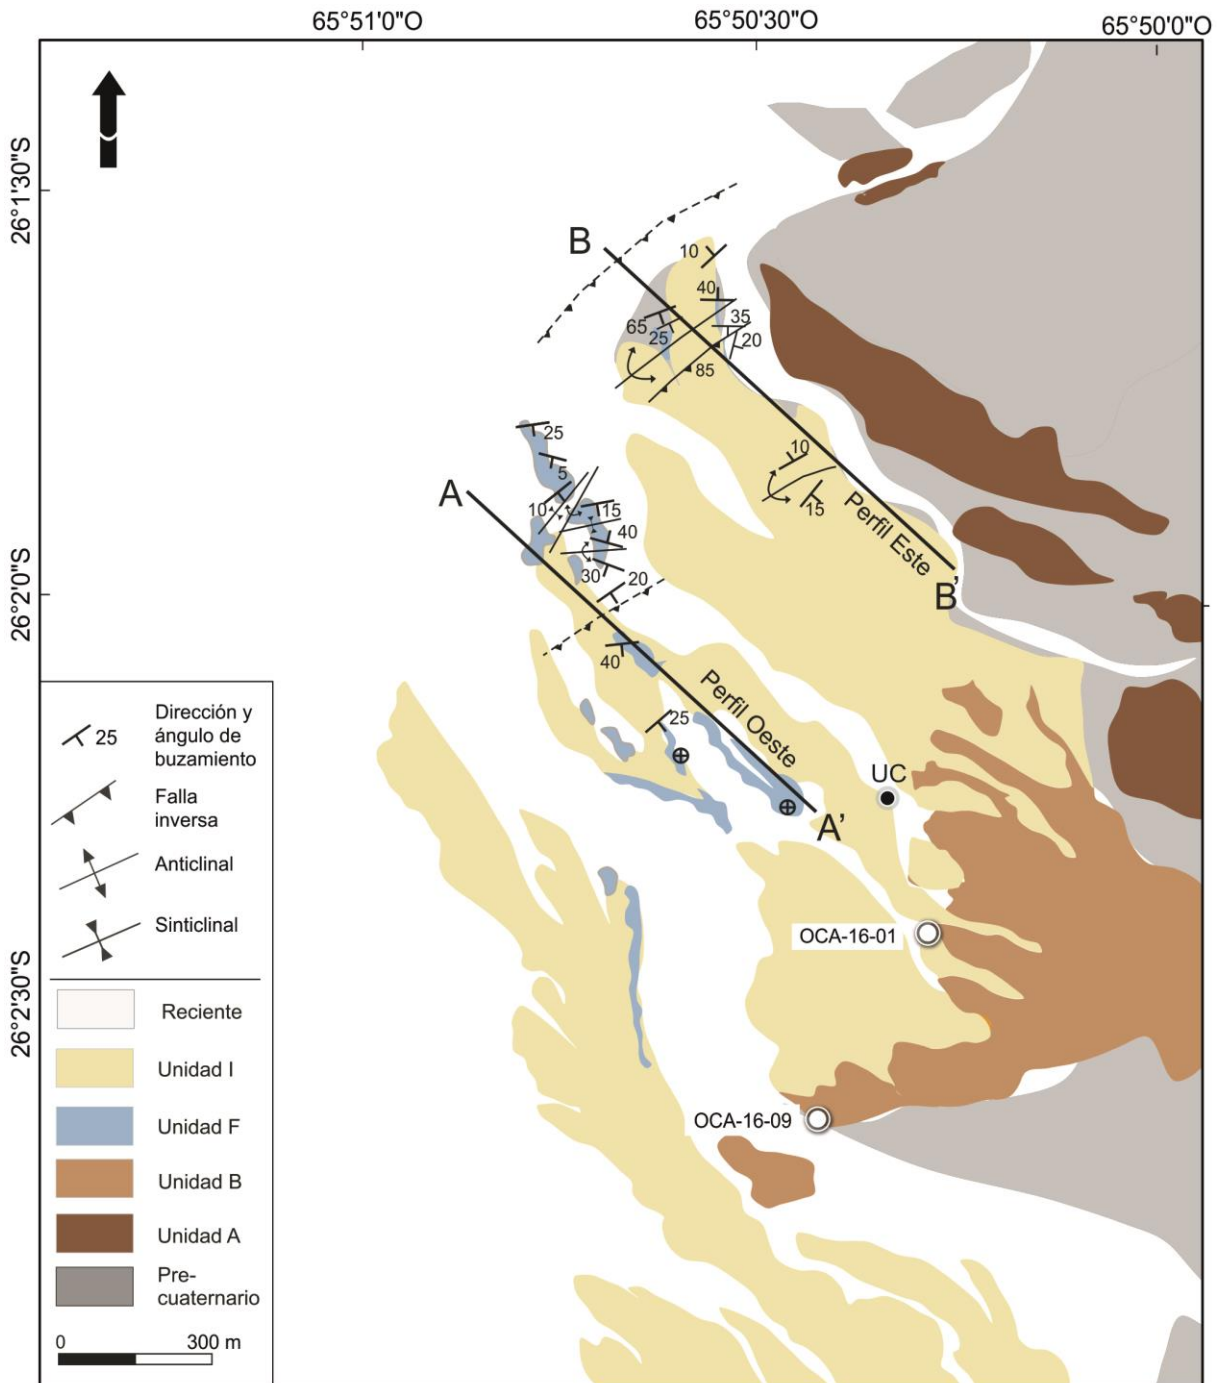 65°51'0"O
65°50'30"O
65°50'0"O
26°1'30"S
26°2'0"S
26°2'30"S
B
10
40
65
25
35
20
85
25
5
A
10
15
10
15
40
30
20
Perfil Este
B'
40
25
Perfil Oeste
UC
A'
OCA-16-01
OCA-16-09
25
Dirección y
ángulo de
buzamiento
Falla
inversa
Anticlinal
Sinticlinal
Reciente
Unidad I
Unidad F
Unidad B
Unidad A
Pre-
cuaternario
0
300 m